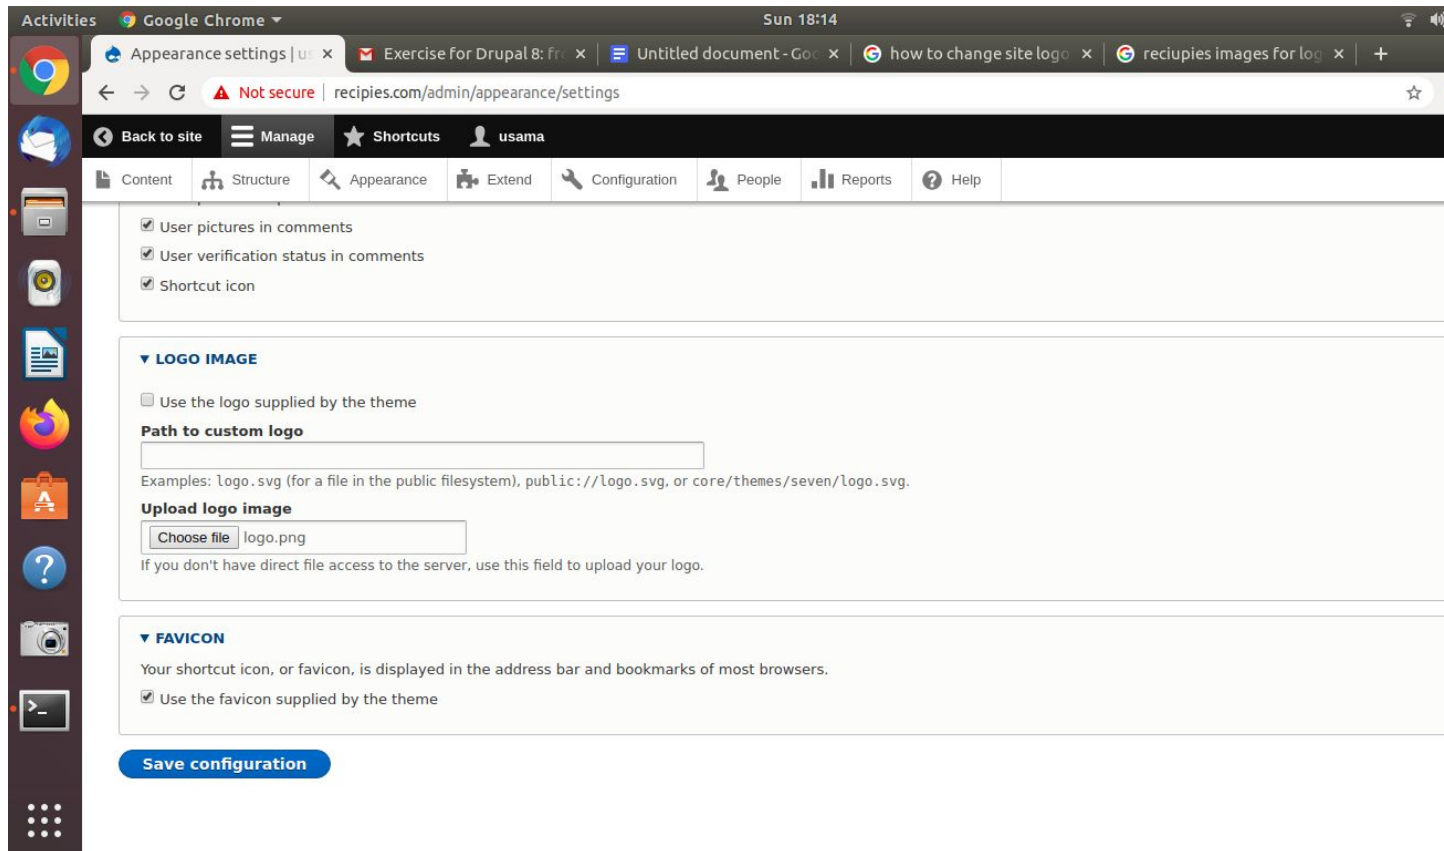 Activities Google Chrome Sun 18:14
Appearance settings | us Exercise for Drupal 8: fro Untitled document - Goo how to change site logo reciupies images for log
Not secure recipies.com/admin/appearance/settings
Back to site Manage Shortcuts usama
Content Structure Appearance Extend Configuration People Reports Help
User pictures in comments
User verification status in comments
Shortcut icon
LOGO IMAGE
Use the logo supplied by the theme
Path to custom logo
Examples: logo.svg (for a file in the public filesystem), public://logo.svg, or core/themes/seven/logo.svg.
Upload logo image
Choose file logo.png
If you don't have direct file access to the server, use this field to upload your logo.
FAVICON
Your shortcut icon, or favicon, is displayed in the address bar and bookmarks of most browsers.
Use the favicon supplied by the theme
Save configuration